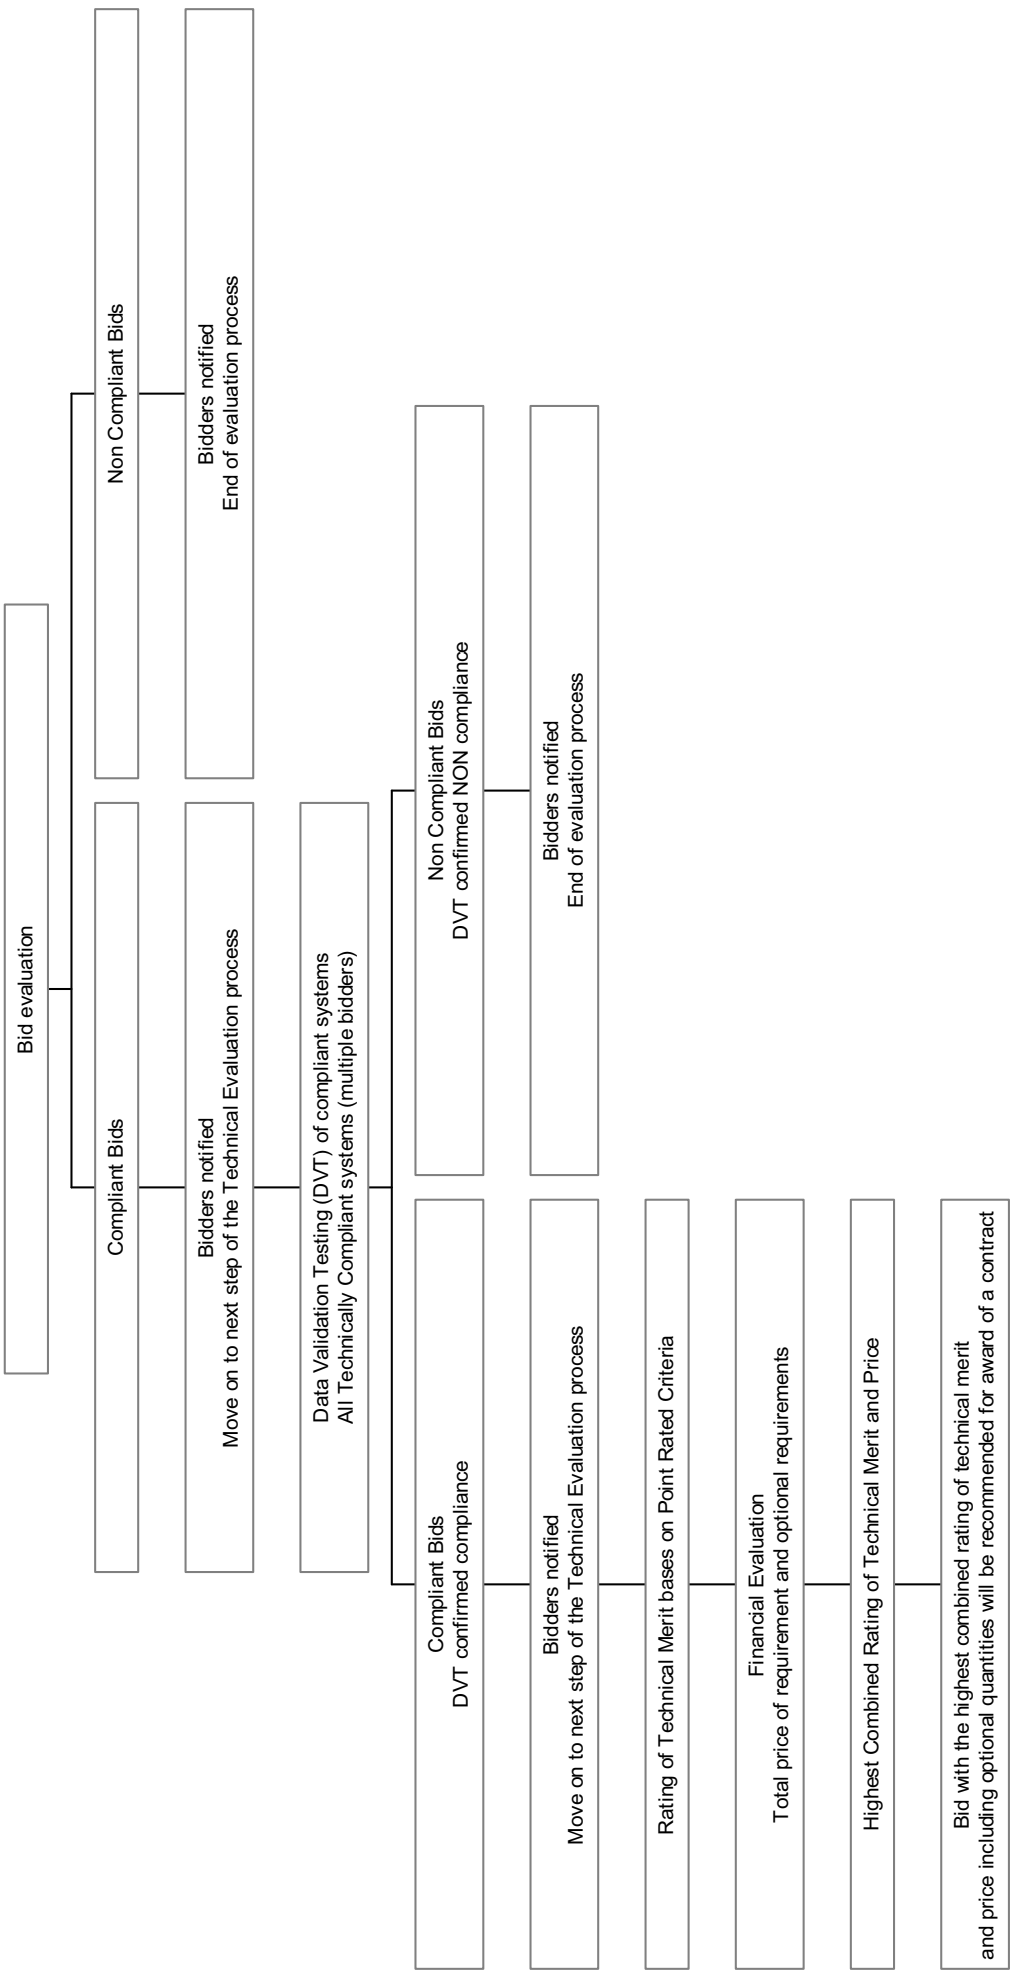 Bid evaluation
Compliant Bids
Non Compliant Bids
Bidders notified
Move on to next step of the Technical Evaluation process
Bidders notified
End of evaluation process
Data Validation Testing (DVT) of compliant systems
All Technically Compliant systems (multiple bidders)
Compliant Bids
DVT confirmed compliance
Non Compliant Bids
DVT confirmed NON compliance
Bidders notified
Move on to next step of the Technical Evaluation process
Bidders notified
End of evaluation process
Rating of Technical Merit bases on Point Rated Criteria
Financial Evaluation
Total price of requirement and optional requirements
Highest Combined Rating of Technical Merit and Price
Bid with the highest combined rating of technical merit
and price including optional quantities will be recommended for award of a contract